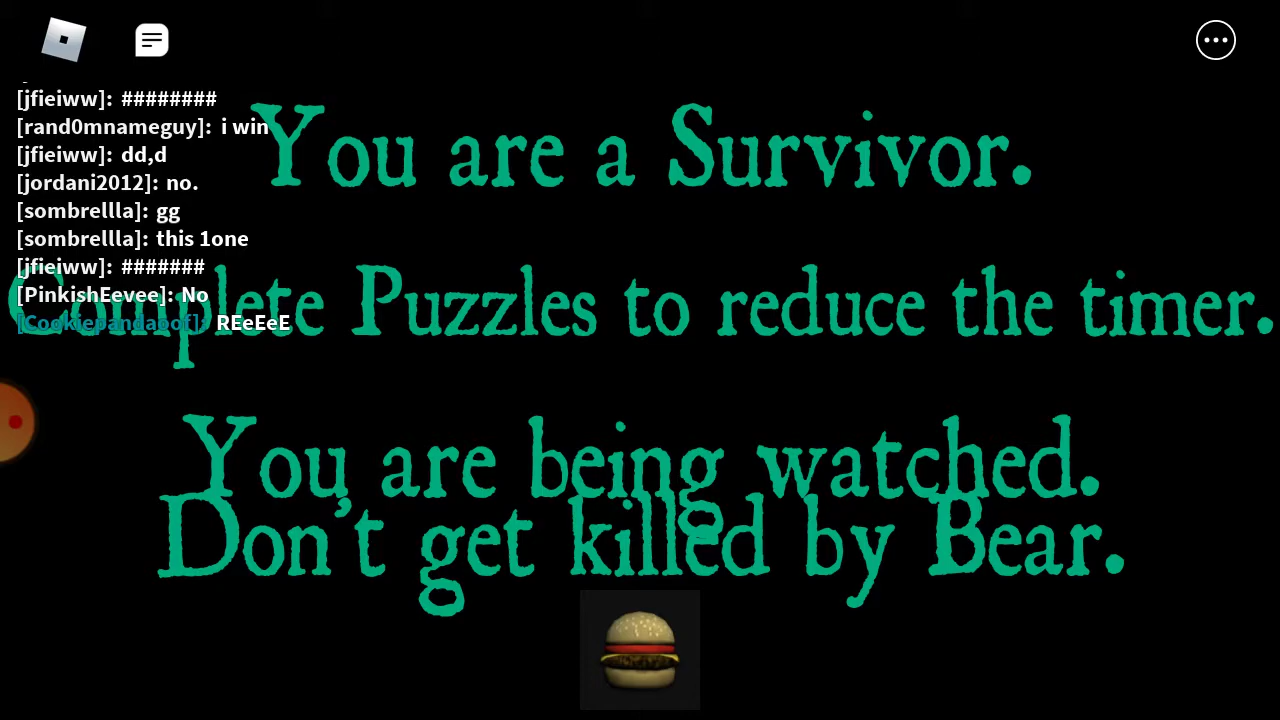 [jfieiww]: ########
[rand0mnameguy]: i win
[jfieiww]: dd,d
[jordani2012]: no.
[sombrellla]: gg
[sombrellla]: this 1one
[jfieiww]: #######
[PinkishEevee]: No
[Cookiepandaoof]: REeEeE
You are a Survivor.
Complete Puzzles to reduce the timer.
You are being watched.
Don't get killed by Bear.